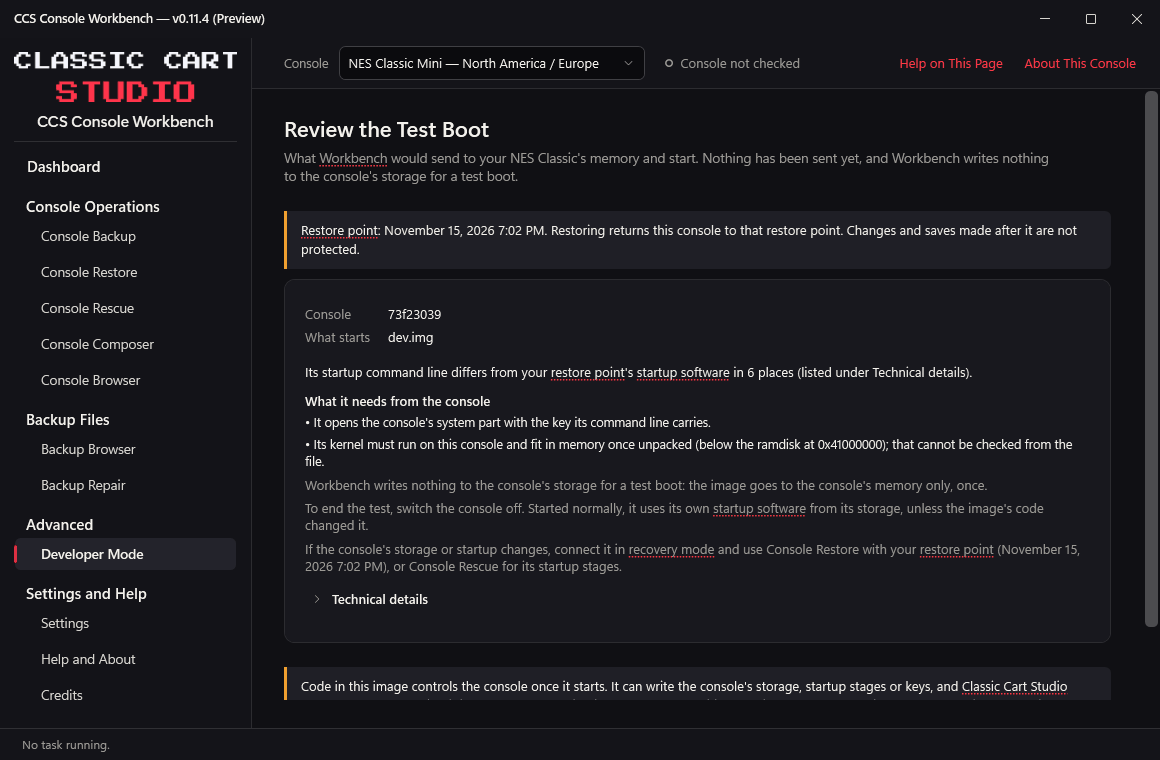 CCS Console Workbench — v0.11.4 (Preview)
CLASSIC CART
STUDIO
CCS Console Workbench
Dashboard
Console Operations
Console Backup
Console Restore
Console Rescue
Console Composer
Console Browser
Backup Files
Backup Browser
Backup Repair
Advanced
Developer Mode
Settings and Help
Settings
Help and About
Credits
Console
NES Classic Mini — North America / Europe
Console not checked
Help on This Page
About This Console
Review the Test Boot
What Workbench would send to your NES Classic's memory and start. Nothing has been sent yet, and Workbench writes nothing
to the console's storage for a test boot.
Restore point: November 15, 2026 7:02 PM. Restoring returns this console to that restore point. Changes and saves made after it are not
protected.
Console 73f23039
What starts dev.img
Its startup command line differs from your restore point's startup software in 6 places (listed under Technical details).
What it needs from the console
• It opens the console's system part with the key its command line carries.
• Its kernel must run on this console and fit in memory once unpacked (below the ramdisk at 0x41000000); that cannot be checked from the
file.
Workbench writes nothing to the console's storage for a test boot: the image goes to the console's memory only, once.
To end the test, switch the console off. Started normally, it uses its own startup software from its storage, unless the image's code
changed it.
If the console's storage or startup changes, connect it in recovery mode and use Console Restore with your restore point (November 15,
2026 7:02 PM), or Console Rescue for its startup stages.
Technical details
Code in this image controls the console once it starts. It can write the console's storage, startup stages or keys, and Classic Cart Studio
No task running.